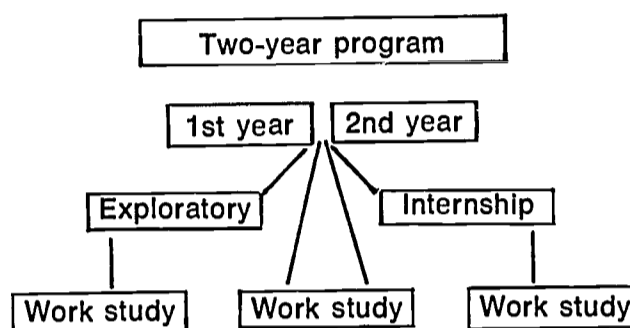 Two-year program
1st year 2nd year
Exploratory Internship
Work study Work study Work study